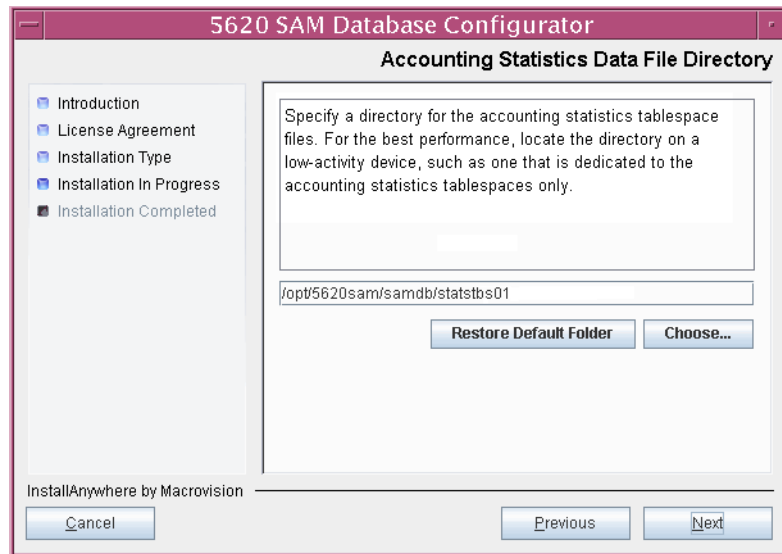 5620 SAM Database Configurator
Accounting Statistics Data File Directory
Introduction
License Agreement
Installation Type
Installation In Progress
Installation Completed
Specify a directory for the accounting statistics tablespace
files. For the best performance, locate the directory on a
low-activity device, such as one that is dedicated to the
accounting statistics tablespaces only.
/opt/5620sam/samdb/statstbs01
Restore Default Folder
Choose...
InstallAnywhere by Macrovision
Cancel
Previous
Next